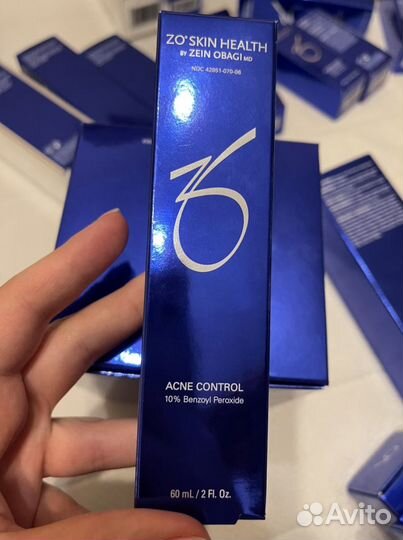 ZO® SKIN HEALTH
BY ZEIN OBAGI MD
NDC 42851-070-06
ZO
ACNE CONTROL
10% Benzoyl Peroxide
60 mL / 2 Fl. Oz.
Avito